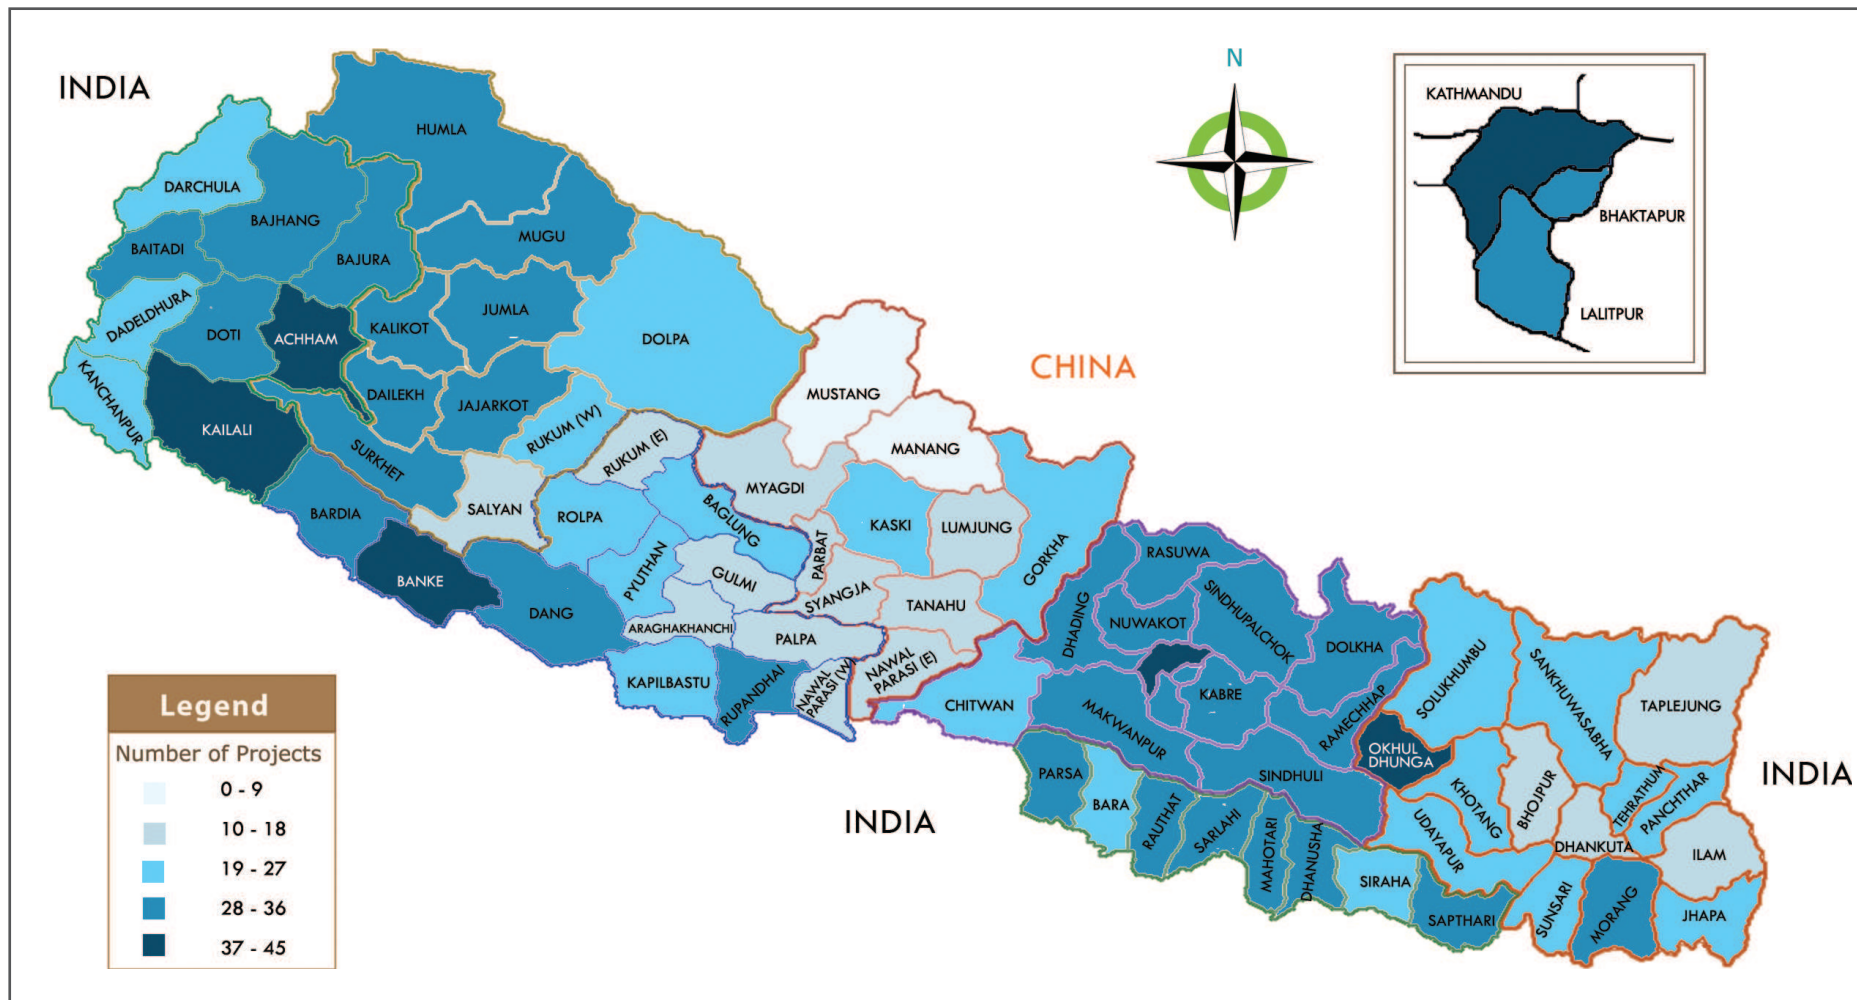 INDIA
N
KATHMANDU
BHAKTAPUR
LALITPUR
HUMLA
DARCHULA
BAJHANG
MUGU
BAITADI
BAJURA
DADELDHURA
DOTI
ACHHAM
KALIKOT
JUMLA
DOLPA
CHINA
KANCHANPUR
DAILEKH
JAJARKOT
MUSTANG
KAILALI
RUKUM (W)
MANANG
SURKHET
RUKUM (E)
MYAGDI
BARDIA
SALYAN
ROLPA
BAGLUNG
KASKI
LUMJUNG
GORKHA
PARBAT
RASUWA
BANKE
PYUTHAN
GULMI
SYANGJA
TANAHU
DHADING
NUWAKOT
SINDHUPALCHOK
DANG
ARAGHAKHANCHI
PALPA
DOLKHA
KAPILBASTU
RUPANDHAI
NAWAL
PARASI (W
NAWAL
PARASI (E)
CHITWAN
KABRE
RAMECHHAP
SOLUKHUMBU
SANKHUWASABHA
TAPLEJUNG
MAKWANPUR
OKHUL
DHUNGA
PARSA
SINDHULI
INDIA
BARA
KHOTANG
BHOJPUR
TEHRATHUM
PANCHTHAR
INDIA
RAUTHAT
SARLAHI
MAHOTARI
DHANUSHA
UDAYAPUR
DHANKUTA
ILAM
SIRAHA
SAPTHARI
SUNSARI
MORANG
JHAPA
Legend
Number of Projects
0 - 9
10 - 18
19 - 27
28 - 36
37 - 45